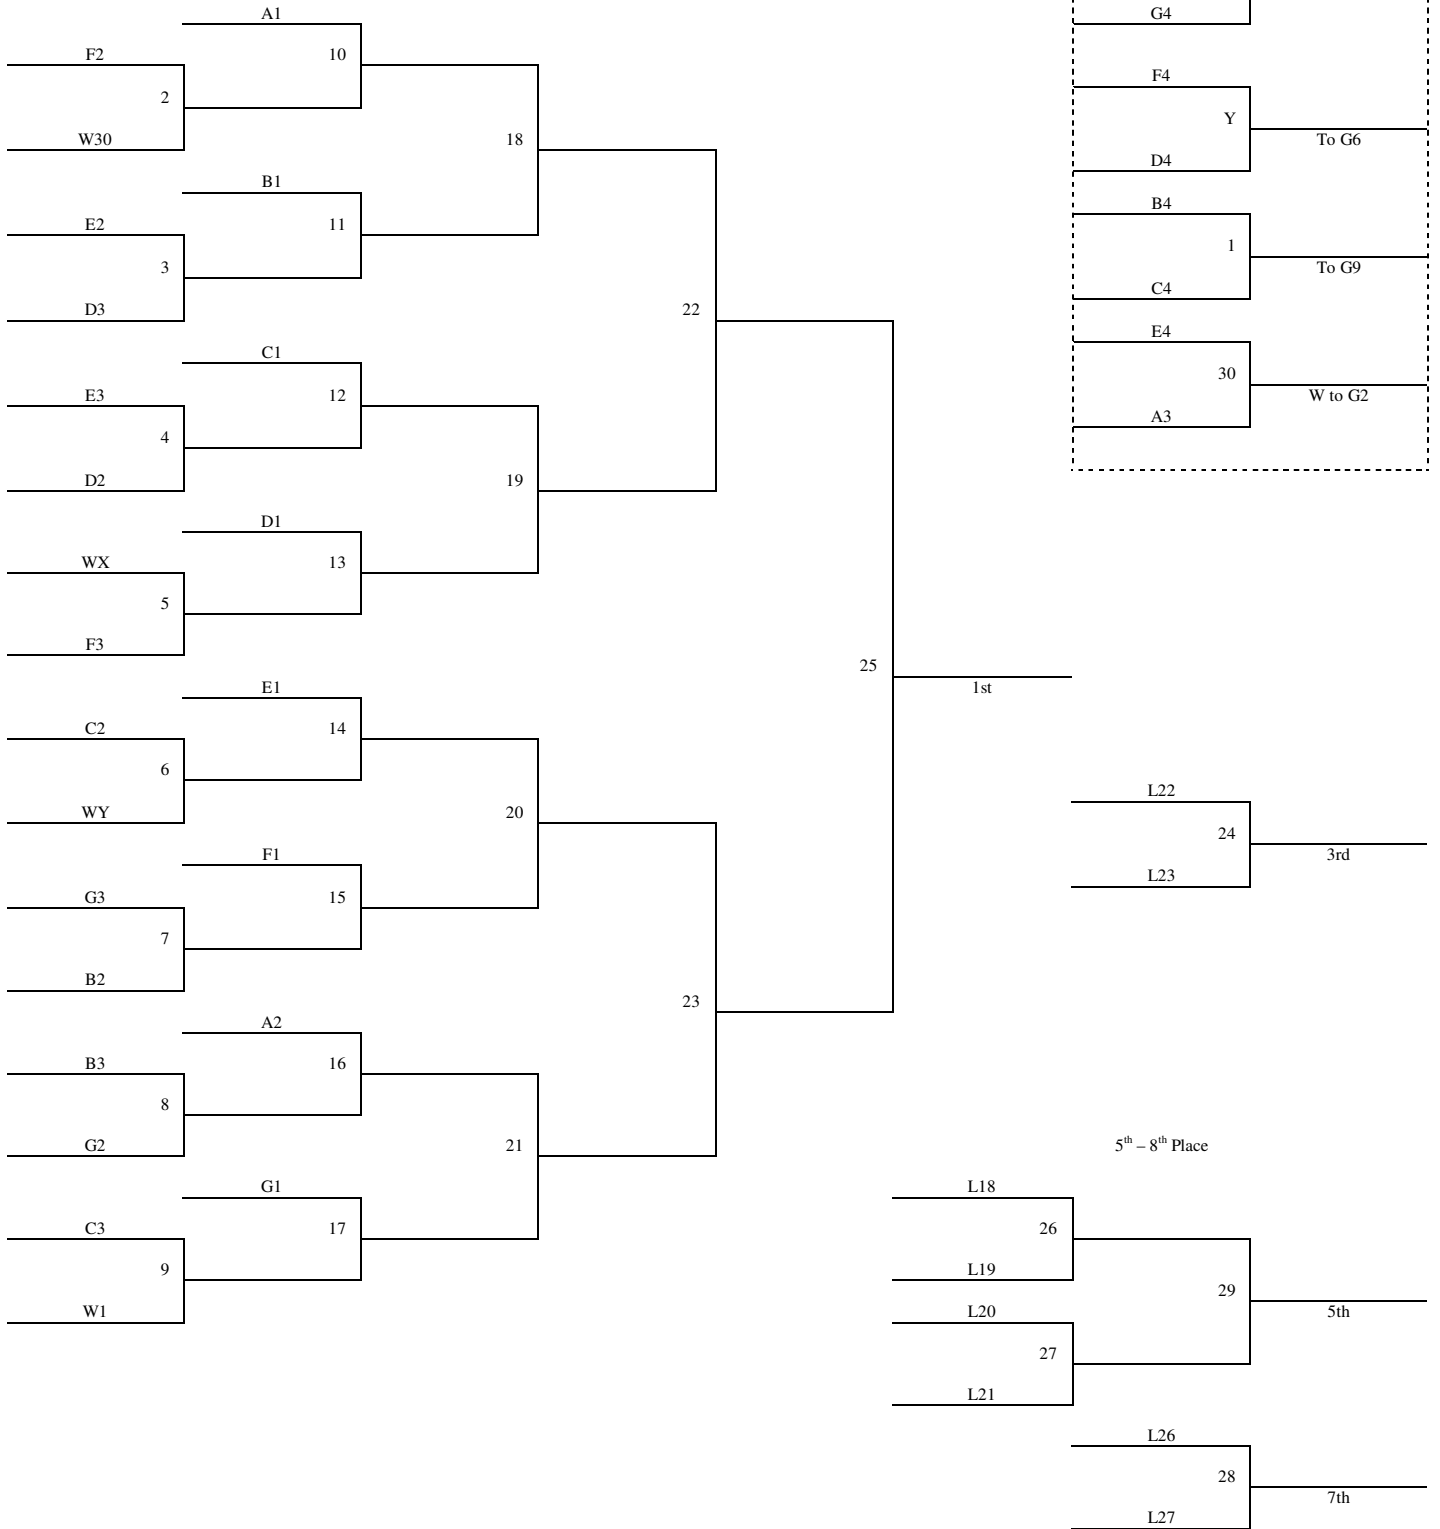 A1
G4
F2
10
F4
2
Y
W30
18
To G6
D4
B1
B4
E2
11
1
3
To G9
C4
D3
22
E4
C1
30
E3
12
W to G2
4
A3
D2
19
D1
WX
13
5
F3
25
E1
1st
C2
14
6
L22
WY
20
24
F1
3rd
G3
15
L23
7
B2
23
A2
B3
16
8
G2
21
5th – 8th Place
G1
L18
C3
17
26
9
L19
29
W1
L20
5th
27
L21
L26
28
7th
L27